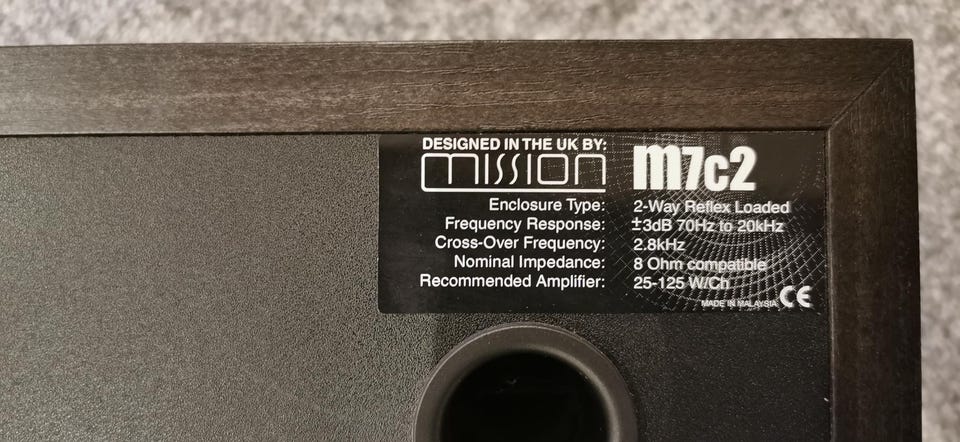 DESIGNED IN THE UK BY:
mission
m7c2
Enclosure Type: 2-Way Reflex Loaded
Frequency Response: ±3dB 70Hz to 20kHz
Cross-Over Frequency: 2.8kHz
Nominal Impedance: 8 Ohm compatible
Recommended Amplifier: 25-125 W/Ch
MADE IN MALAYSIA CE